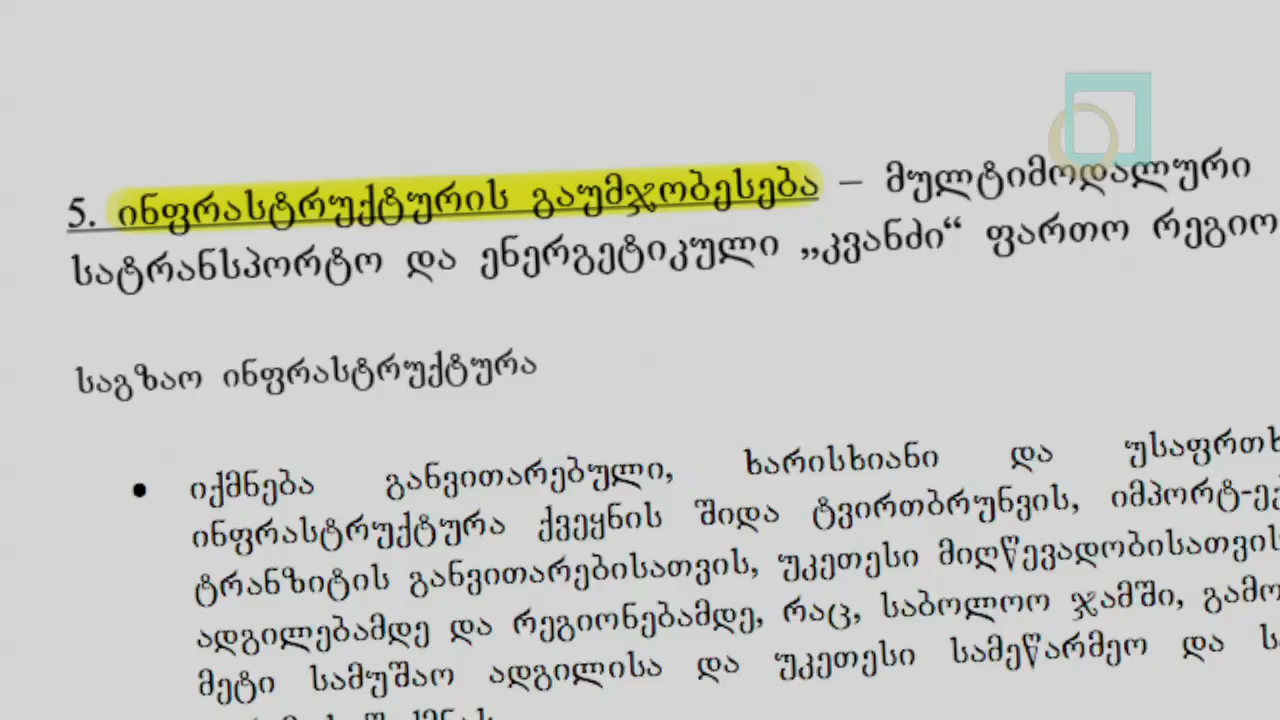 5. ინფრასტრუქტურის გაუმჯობესება – მულტიმოდალური
სატრანსპორტო და ენერგეტიკული „კვანძი“ ფართო
საგზაო ინფრასტრუქტურა
• იქმნება განვითარებული, ხარისხიანი და
ინფრასტრუქტურა ქვეყნის შიდა ტვირთბრუნვის,
ტრანზიტის განვითარებისათვის, უკეთესი მიღწევადობისათვის
ადგილებამდე და რეგიონებამდე, რაც, საბოლოო ჯამში,
მეტი სამუშაო ადგილისა და უკეთესი სამეწარმეო და